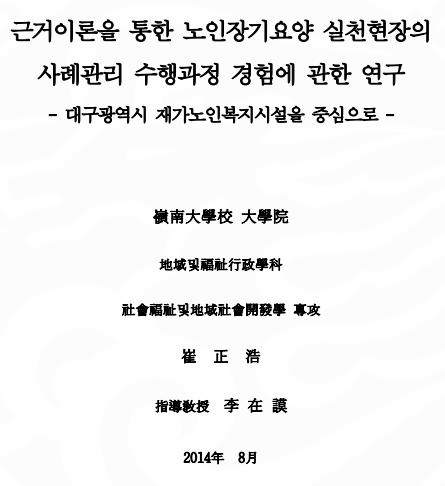 근거이론을 통한 노인장기요양 실천현장의
사례관리 수행과정 경험에 관한 연구
- 대구광역시 재가노인복지시설을 중심으로 -
嶺南大學校 大學院
地域및福祉行政學科
社會福祉및地域社會開發學 專攻
崔 正 浩
指導敎授 李 在 謨
2014年 8月